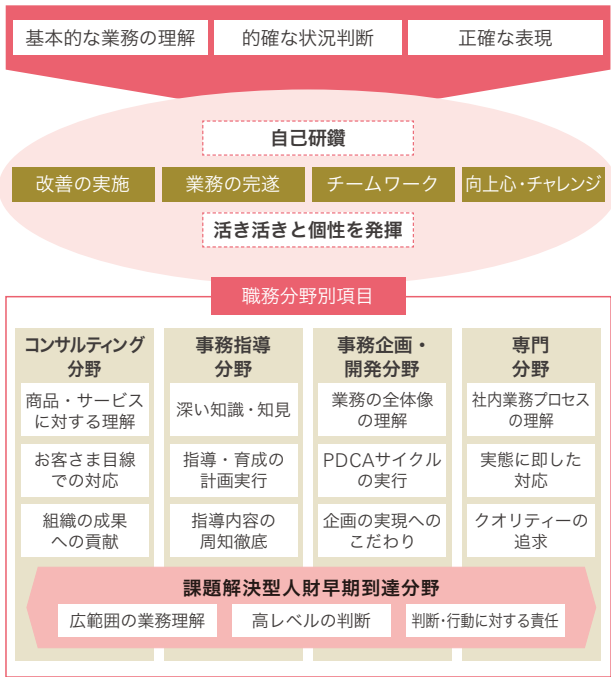 基本的な業務の理解
的確な状況判断
正確な表現
自己研鑽
改善の実施
業務の完遂
チームワーク
向上心・チャレンジ
活き活きと個性を発揮
職務分野別項目
コンサルティング
分野
商品・サービス
に対する理解
お客さま目線
での対応
組織の成果
への貢献
事務指導
分野
深い知識・知見
指導・育成の
計画実行
指導内容の
周知徹底
事務企画・
開発分野
業務の全体像
の理解
PDCAサイクル
の実行
企画の実現への
こだわり
専門
分野
社内業務プロセス
の理解
実態に即した
対応
クオリティーの
追求
課題解決型人財早期到達分野
広範囲の業務理解
高レベルの判断
判断・行動に対する責任